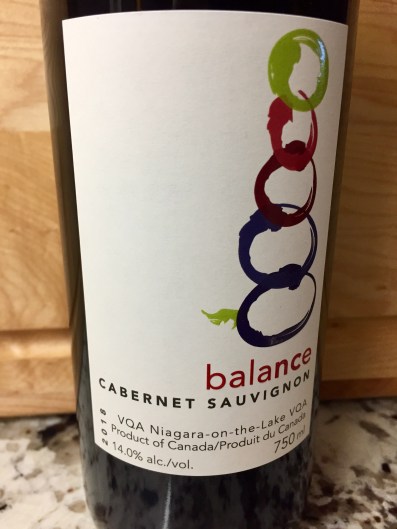 balance
CABERNET SAUVIGNON
2018
VQA Niagara-on-the-Lake VQA
Product of Canada/Produit du Canada
14.0% alc./vol. 750 ml